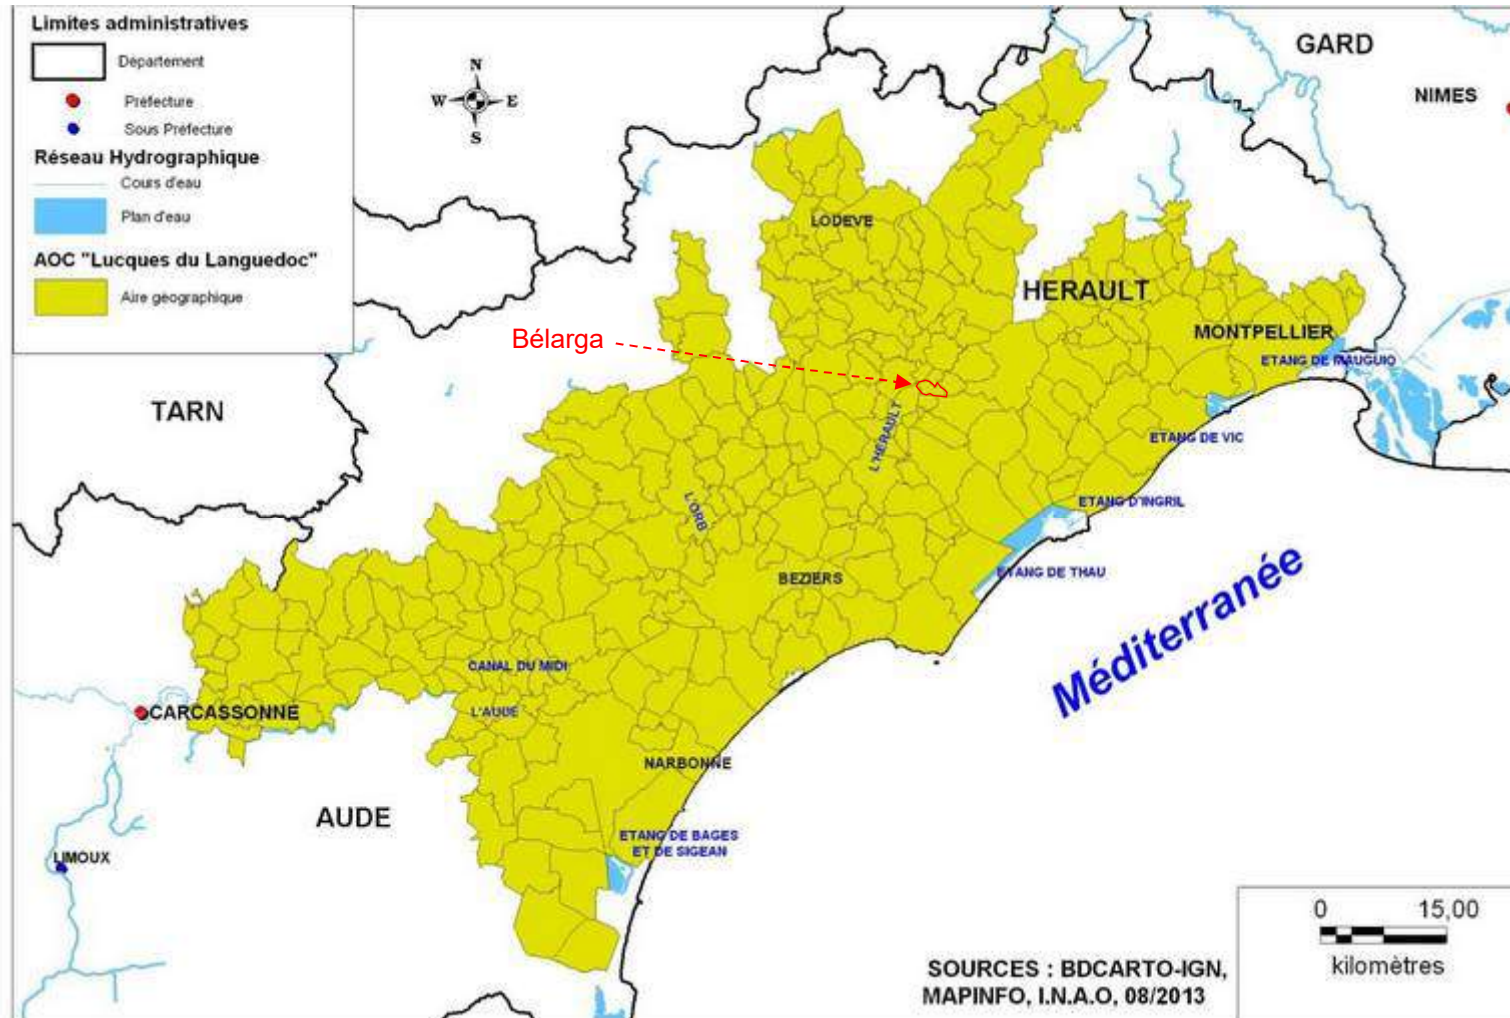 Limites administratives
Département
Préfecture
Sous Préfecture
Réseau Hydrographique
Cours d'eau
Plan d'eau
AOC "Lucques du Languedoc"
Aire géographique
N
W
E
S
GARD
NIMES
LODEVE
HERAULT
MONTPELLIER
ETANG DE MAUGUIO
Bélarga
TARN
L'HERAULT
ETANG DE VIC
L'ORB
ETANG D'INGRIL
BEZIERS
ETANG DE THAU
Méditerranée
CANAL DU MIDI
L'AUDE
CARCASSONNE
NARBONNE
AUDE
ETANG DE BAGES
ET DE SIGEAN
LIMOUX
0 15,00
kilomètres
SOURCES : BDCARTO-IGN,
MAPINFO, I.N.A.O, 08/2013